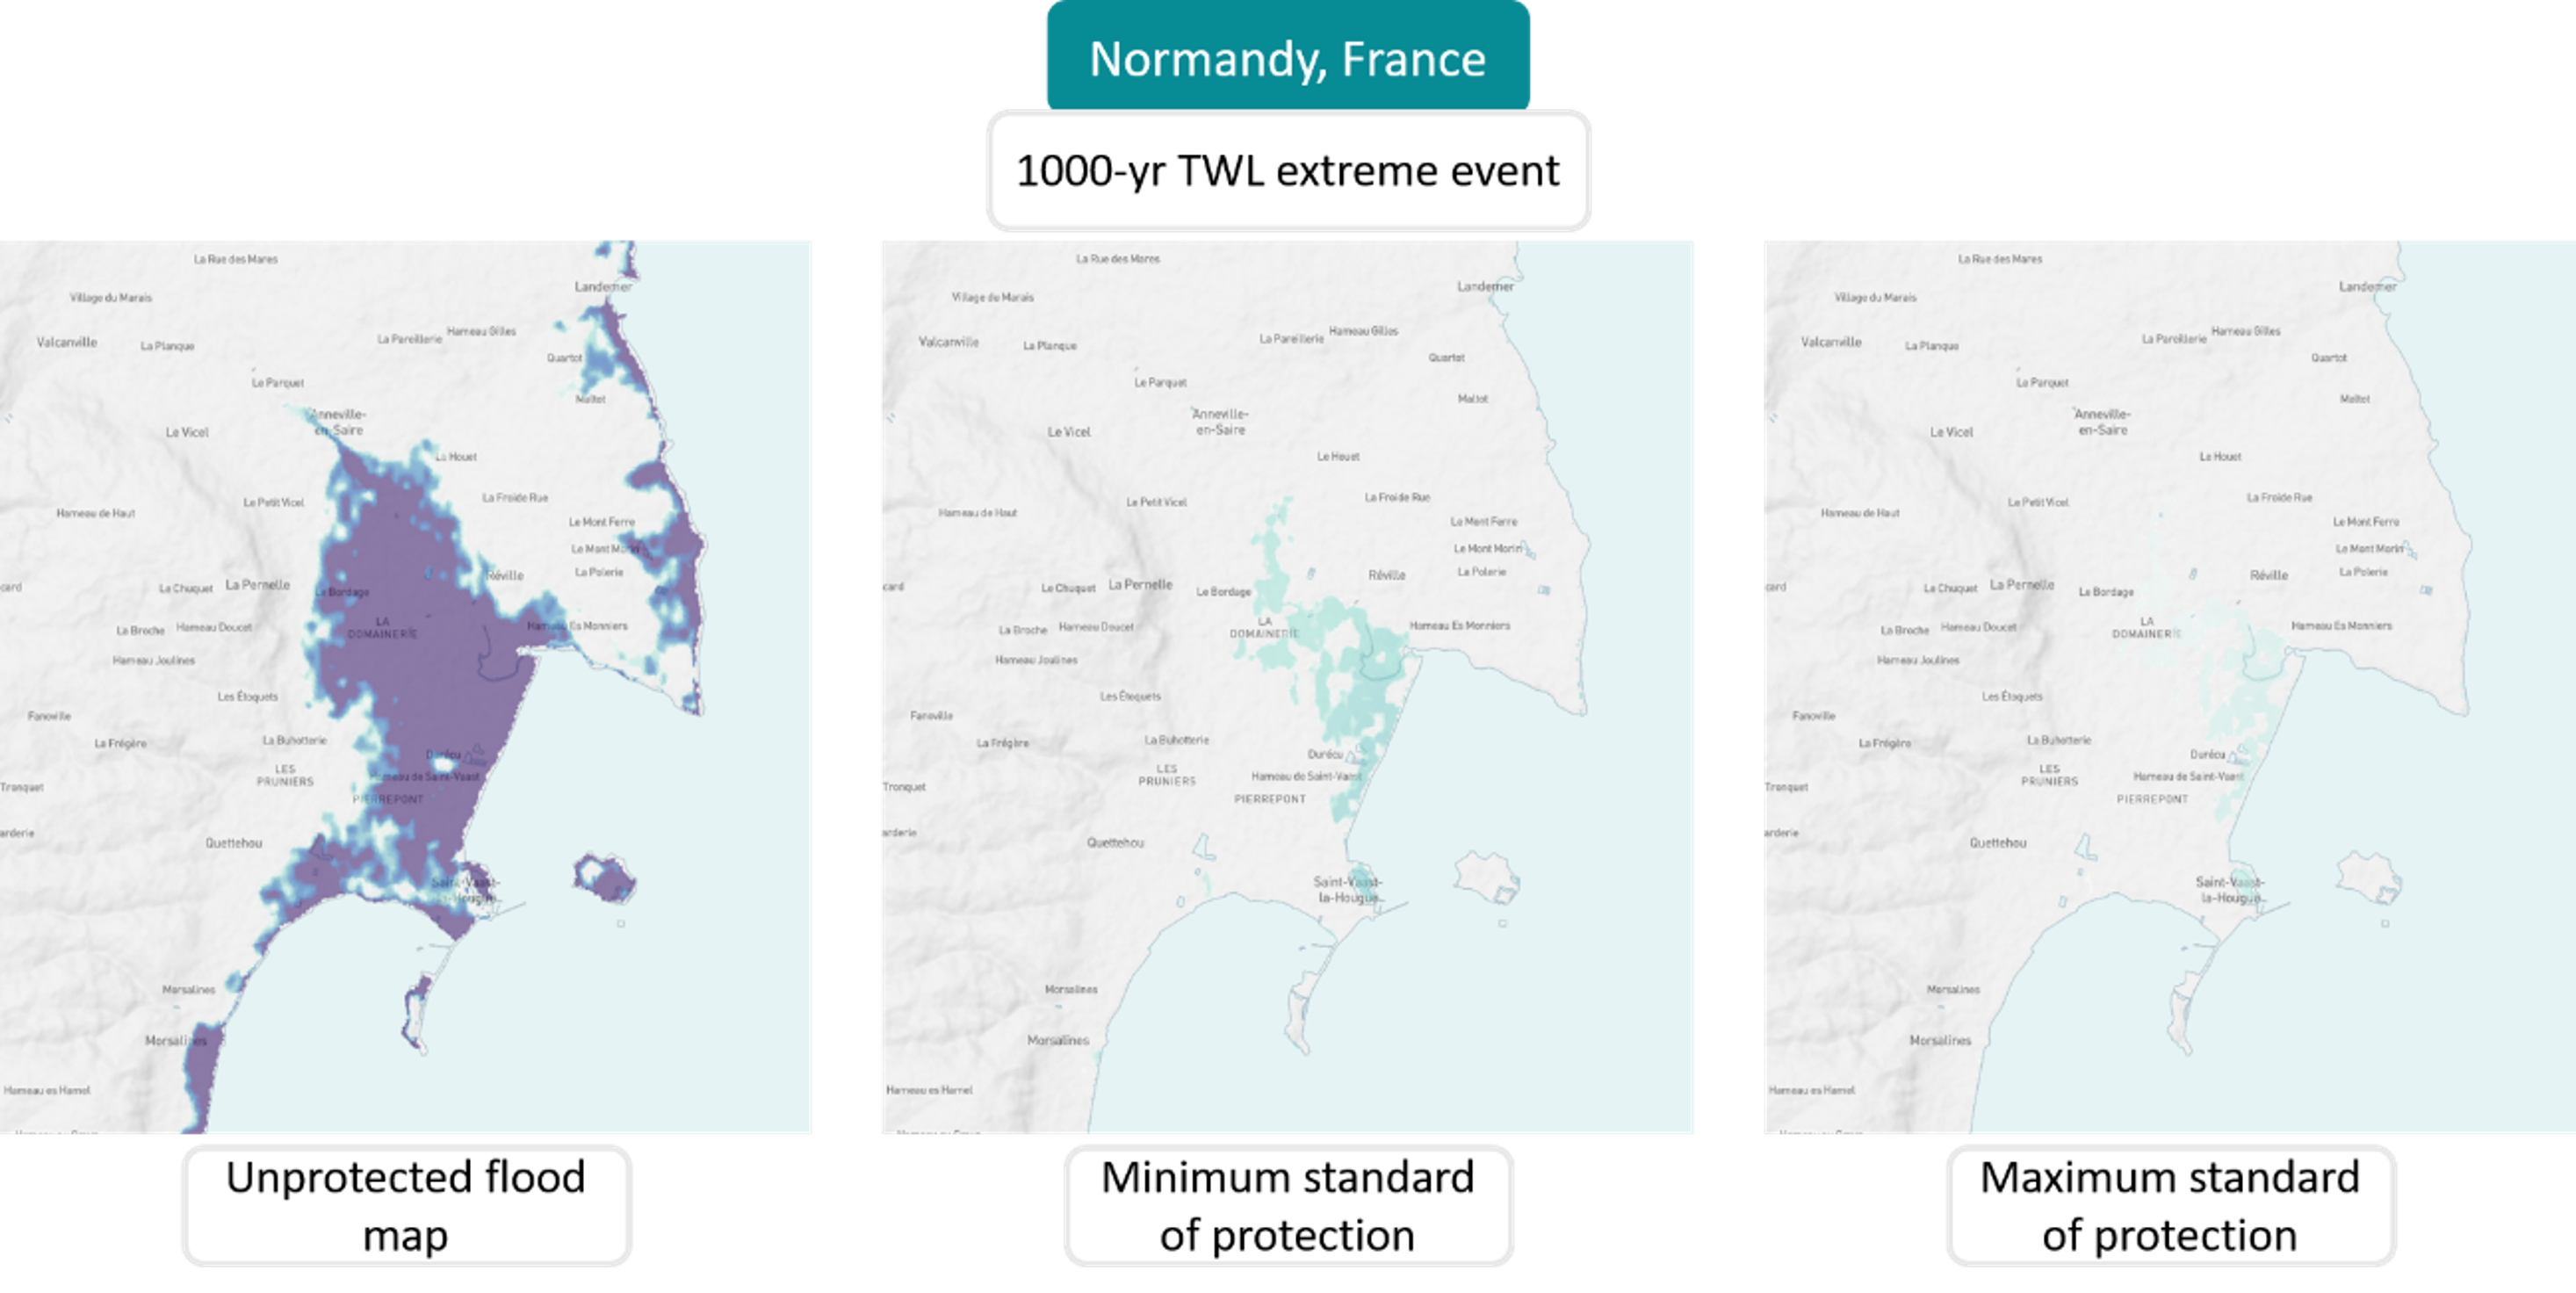 Normandy, France
1000-yr TWL extreme event
La Rue des Mares
Landemer
Village du Marais
Hameau Gilles
Valcanville
La Planque
La Pareillerie
Quartot
Le Parquet
Maltot
Anneville-
en-Saire
Le Vicel
Le Houet
Le Petit Vicel
La Froide Rue
Hameau de Haut
Le Mont Ferre
Le Mont Morin
La Polerie
Réville
card
Le Chuquet
La Pernelle
Le Bordage
LA
DOMAINERIE
La Broche
Hameau Doucet
Hameau Es Monniers
Hameau Joulines
Les Étoquets
Fanoville
La Frégère
La Buhotterie
Durécu
LES
PRUNIERS
Hameau de Saint-Vaast
Tronquet
PIERREPONT
arderie
Quettehou
Saint-Vaast-
la-Hougue
Morsalines
Morsalines
Hameau es Hamel
La Rue des Mares
Landemer
Village du Marais
Hameau Gilles
Valcanville
La Planque
La Pareillerie
Quartot
Le Parquet
Maltot
Anneville-
en-Saire
Le Vicel
Le Houet
Le Petit Vicel
La Froide Rue
Hameau de Haut
Le Mont Ferre
Le Mont Morin
La Polerie
Réville
card
Le Chuquet
La Pernelle
Le Bordage
LA
DOMAINERIE
La Broche
Hameau Doucet
Hameau Es Monniers
Hameau Joulines
Les Étoquets
Fanoville
La Frégère
La Buhotterie
Durécu
LES
PRUNIERS
Hameau de Saint-Vaast
Tronquet
PIERREPONT
arderie
Quettehou
Saint-Vaast-
la-Hougue
Morsalines
Morsalines
Hameau es Hamel
La Rue des Mares
Landemer
Village du Marais
Hameau Gilles
Valcanville
La Planque
La Pareillerie
Quartot
Le Parquet
Maltot
Anneville-
en-Saire
Le Vicel
Le Houet
Le Petit Vicel
La Froide Rue
Hameau de Haut
Le Mont Ferre
Le Mont Morin
La Polerie
Réville
card
Le Chuquet
La Pernelle
Le Bordage
LA
DOMAINERIE
La Broche
Hameau Doucet
Hameau Es Monniers
Hameau Joulines
Les Étoquets
Fanoville
La Frégère
La Buhotterie
Durécu
LES
PRUNIERS
Hameau de Saint-Vaast
Tronquet
PIERREPONT
arderie
Quettehou
Saint-Vaast-
la-Hougue
Morsalines
Morsalines
Hameau es Hamel
Unprotected flood
map
Minimum standard
of protection
Maximum standard
of protection